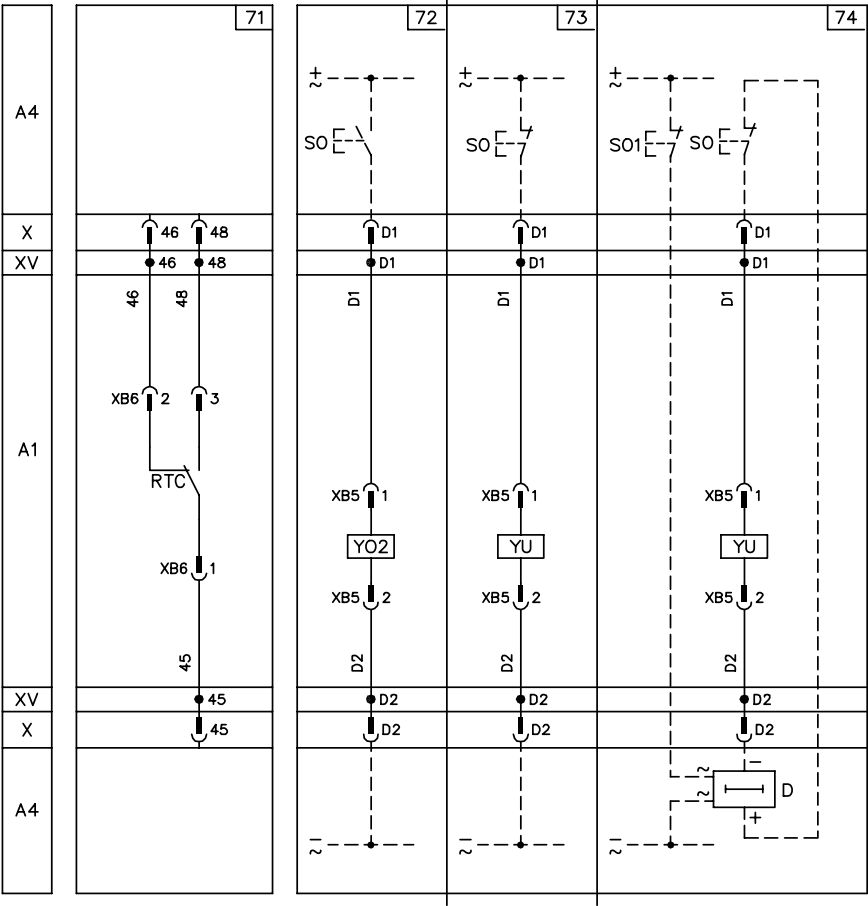 71 72 73 74
+ + +
~ ~ ~
A4
SO SO SO1 SO
X 46 48 D1 D1 D1
XV 46 48 D1 D1 D1
46 48 D1 D1 D1
XB6 2 3
A1
RTC
XB5 1 XB5 1 XB5 1
YO2 YU YU
XB6 1
XB5 2 XB5 2 XB5 2
45 D2 D2 D2
XV 45 D2 D2 D2
X 45 D2 D2 D2
~ −
~ D
A4
+
− − −
~ ~ ~